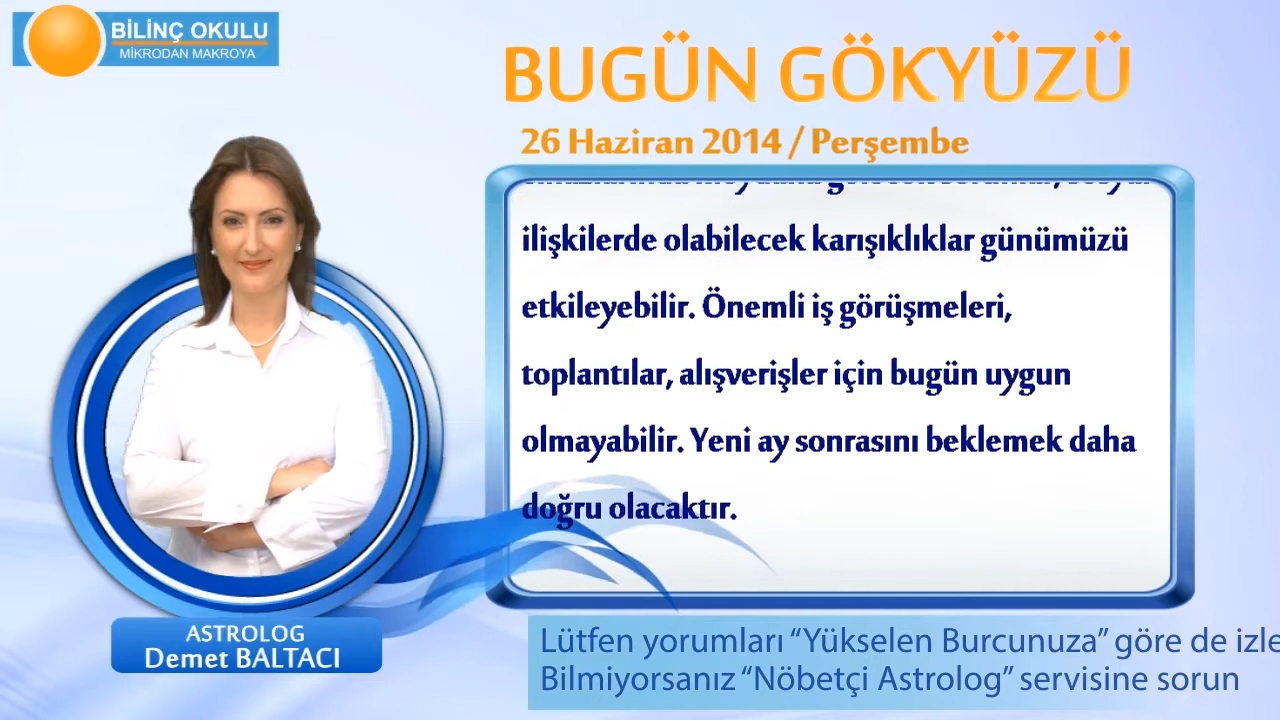 BİLİNÇ OKULU
MİKRODAN MAKROYA
BUGÜN GÖKYÜZÜ
26 Haziran 2014 / Perşembe
ilişkilerde olabilecek karışıklıklar günümüzü
etkileyebilir. Önemli iş görüşmeleri,
toplantılar, alışverişler için bugün uygun
olmayabilir. Yeni ay sonrasını beklemek daha
doğru olacaktır.
ASTROLOG
Demet BALTACI
Lütfen yorumları “Yükselen Burcunuza” göre de izle
Bilmiyorsanız “Nöbetçi Astrolog” servisine sorun